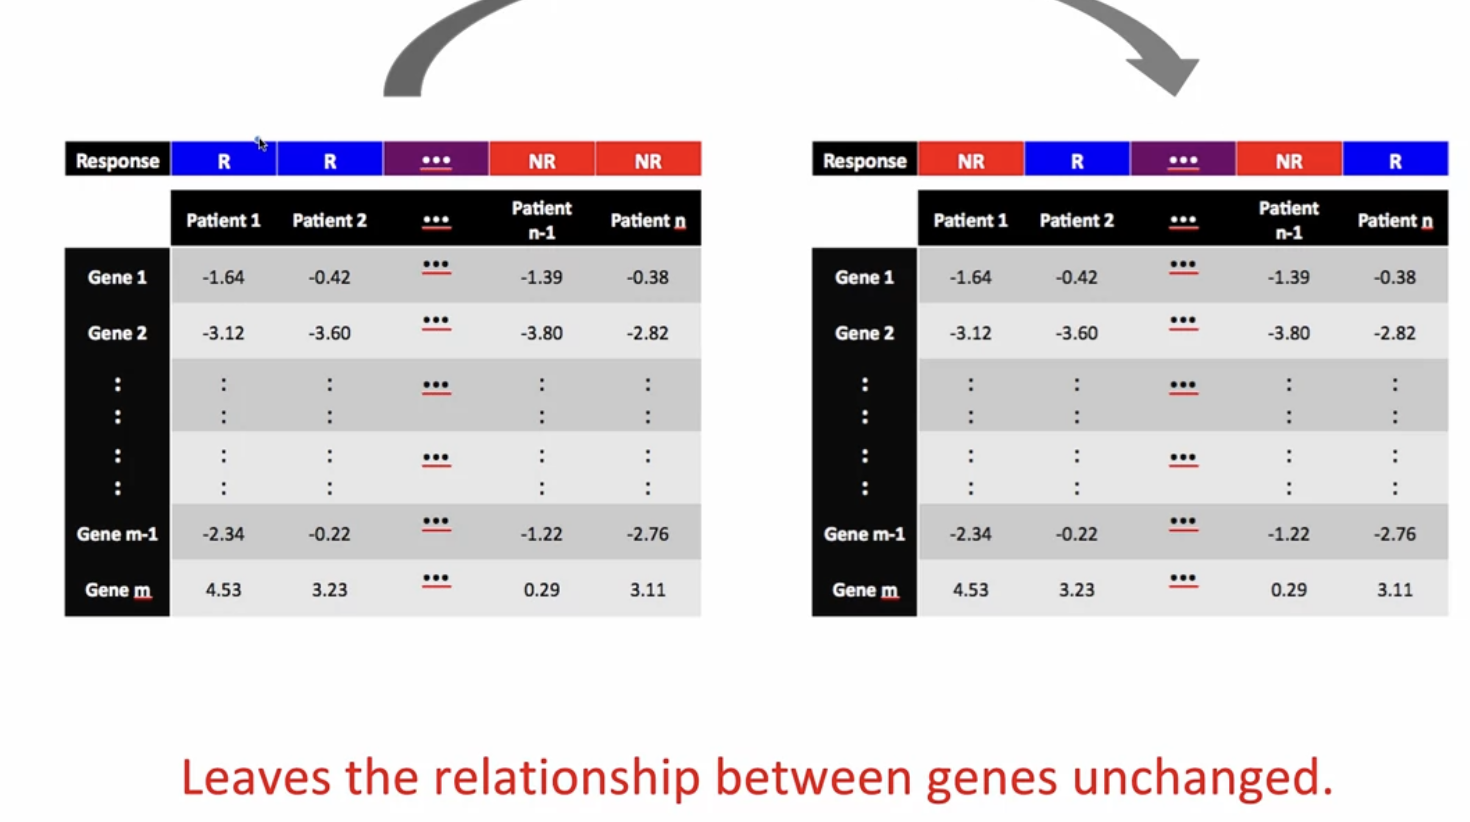 Response R R ... NR NR
Patient 1 Patient 2 ... Patient n-1 Patient n
Gene 1 -1.64 -0.42 ... -1.39 -0.38
Gene 2 -3.12 -3.60 ... -3.80 -2.82
: : : ... : :
: : : : :
: : : ... : :
: : : : :
Gene m-1 -2.34 -0.22 ... -1.22 -2.76
Gene m 4.53 3.23 ... 0.29 3.11
Response NR R ... NR R
Patient 1 Patient 2 ... Patient n-1 Patient n
Gene 1 -1.64 -0.42 ... -1.39 -0.38
Gene 2 -3.12 -3.60 ... -3.80 -2.82
: : : ... : :
: : : : :
: : : ... : :
: : : : :
Gene m-1 -2.34 -0.22 ... -1.22 -2.76
Gene m 4.53 3.23 ... 0.29 3.11
Leaves the relationship between genes unchanged.